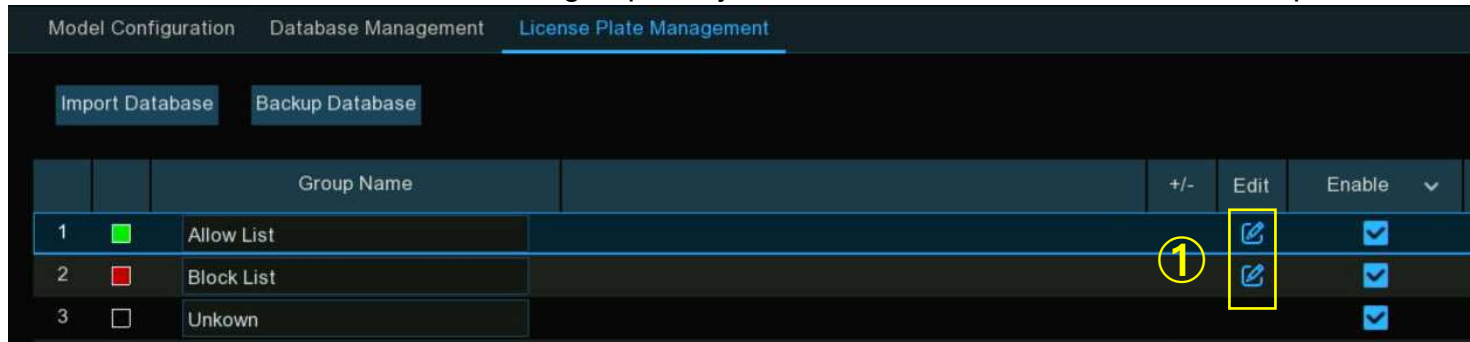 Model Configuration Database Management License Plate Management
Import Database Backup Database
Group Name +/- Edit Enable
1 Allow List
①
2 Block List
3 Unkown